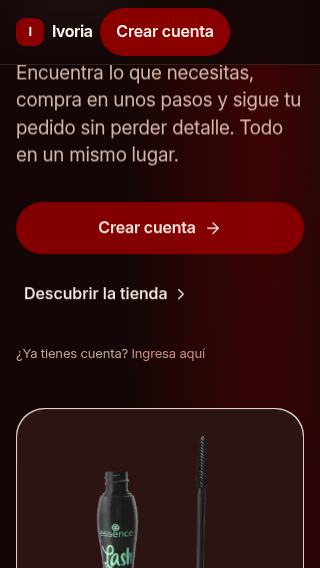 I Ivoria Crear cuenta
Encuentra lo que necesitas,
compra en unos pasos y sigue tu
pedido sin perder detalle. Todo
en un mismo lugar.
Crear cuenta
Descubrir la tienda
¿Ya tienes cuenta? Ingresa aquí
essence
Lash